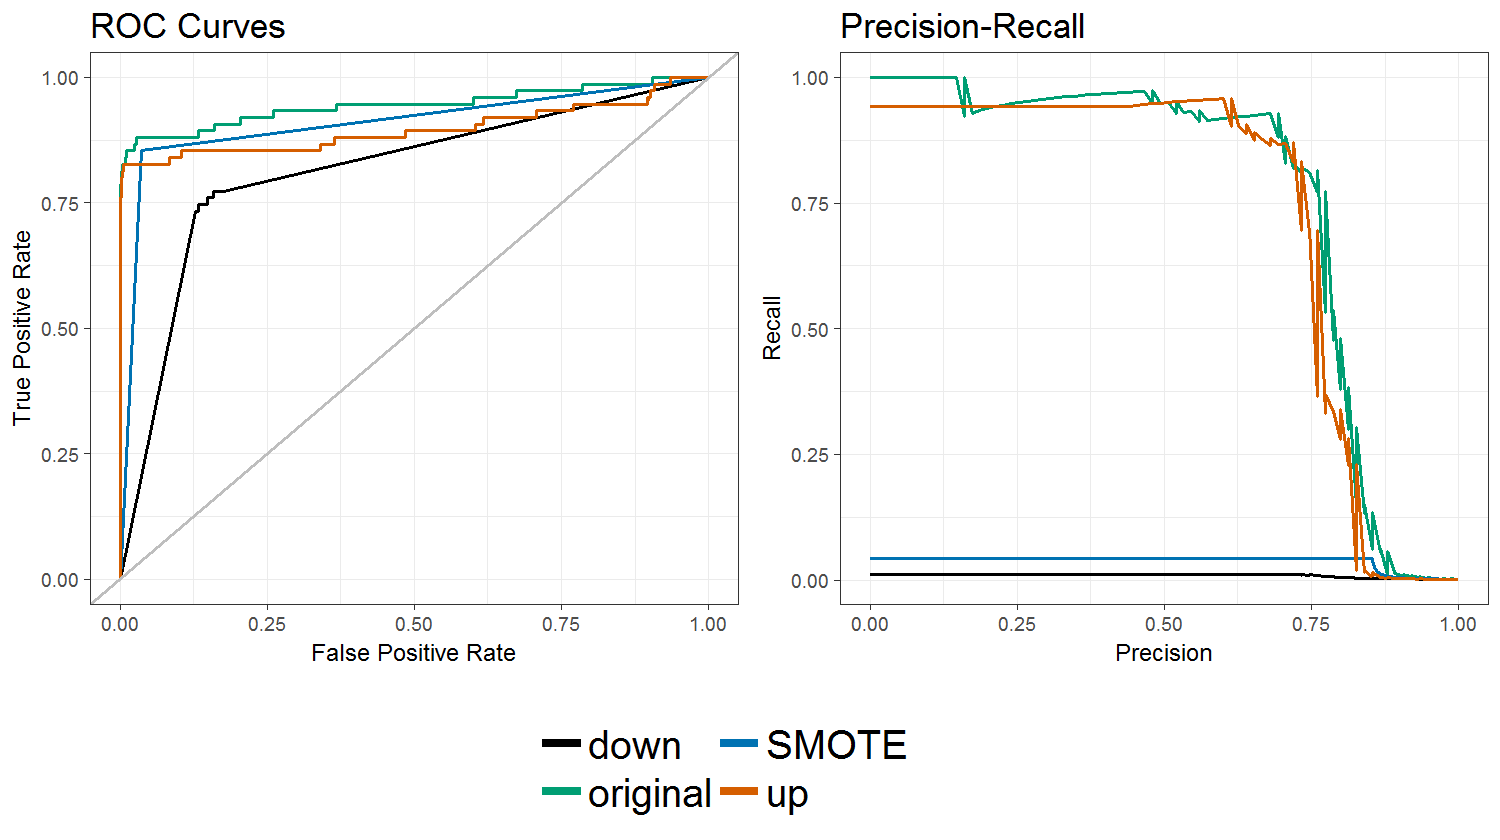 ROC Curves
1.00
0.75
0.50
0.25
0.00
True Positive Rate
0.00 0.25 0.50 0.75 1.00
False Positive Rate
Precision-Recall
1.00
0.75
0.50
0.25
0.00
Recall
0.00 0.25 0.50 0.75 1.00
Precision
down SMOTE
original up